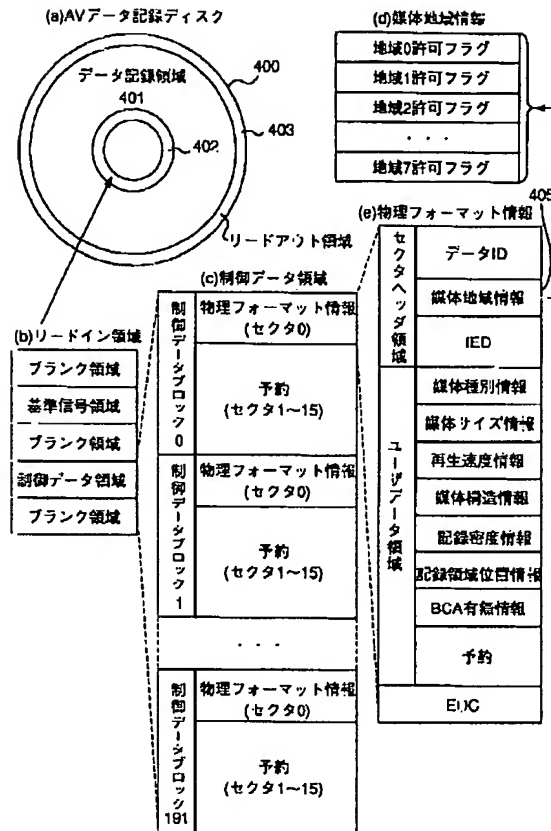 (a)AVデータ記録ディスク
データ記録領域
401
400
403
402
リードアウト領域
(b)リードイン領域
ブランク領域
基準信号領域
ブランク領域
制御データ領域
ブランク領域
(c)制御データ領域
制御データブロック0
物理フォーマット情報
(セクタ0)
予約
(セクタ1~15)
制御データブロック1
物理フォーマット情報
(セクタ0)
予約
(セクタ1~15)
・・・
制御データブロック191
物理フォーマット情報
(セクタ0)
予約
(セクタ1~15)
(d)媒体地域情報
地域0許可フラグ
地域1許可フラグ
地域2許可フラグ
・・・
地域7許可フラグ
405
(e)物理フォーマット情報
セクタヘッダ領域
データID
媒体地域情報
IED
ユーザデータ領域
媒体種別情報
媒体サイズ情報
再生速度情報
媒体構造情報
記録密度情報
記録領域位置情報
BCA有無情報
予約
EDC